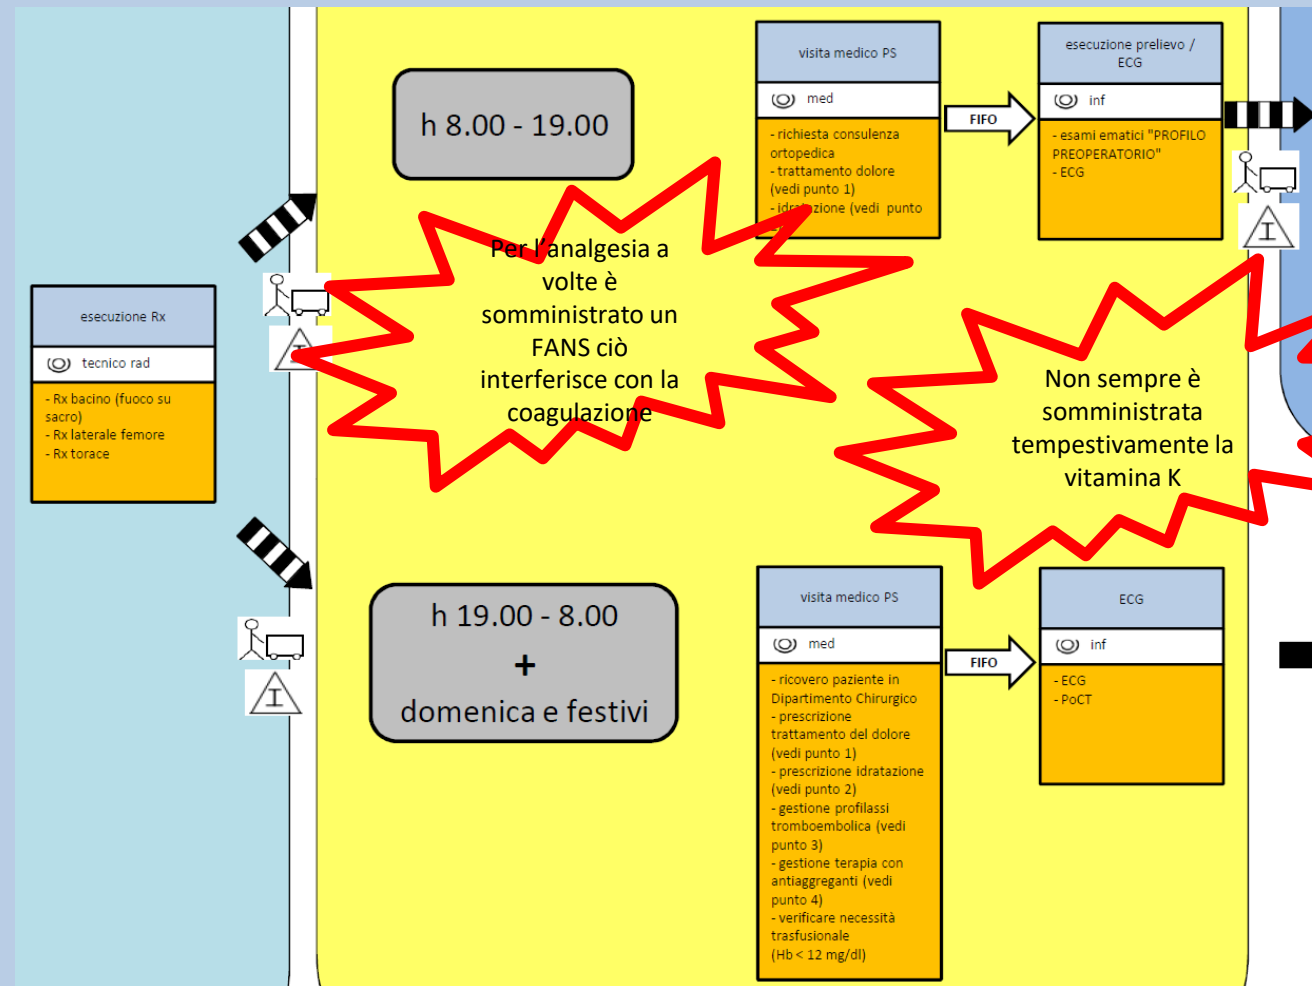 esecuzione Rx
tecnico rad
- Rx bacino (fuoco su
sacro)
- Rx laterale femore
- Rx torace
I
I
h 8.00 - 19.00
visita medico PS
med
- richiesta consulenza
ortopedica
- trattamento dolore
(vedi punto 1)
- idratazione (vedi punto
FIFO
esecuzione prelievo /
ECG
inf
- esami ematici "PROFILO
PREOPERATORIO"
- ECG
I
Per l'analgesia a
volte è
somministrato un
FANS ciò
interferisce con la
coagulazione
Non sempre è
somministrata
tempestivamente la
vitamina K
h 19.00 - 8.00
+
domenica e festivi
visita medico PS
med
- ricovero paziente in
Dipartimento Chirurgico
- prescrizione
trattamento del dolore
(vedi punto 1)
- prescrizione idratazione
(vedi punto 2)
- gestione profilassi
tromboembolica (vedi
punto 3)
- gestione terapia con
antiaggreganti (vedi
punto 4)
- verificare necessità
trasfusionale
(Hb < 12 mg/dl)
FIFO
ECG
inf
- ECG
- PoCT